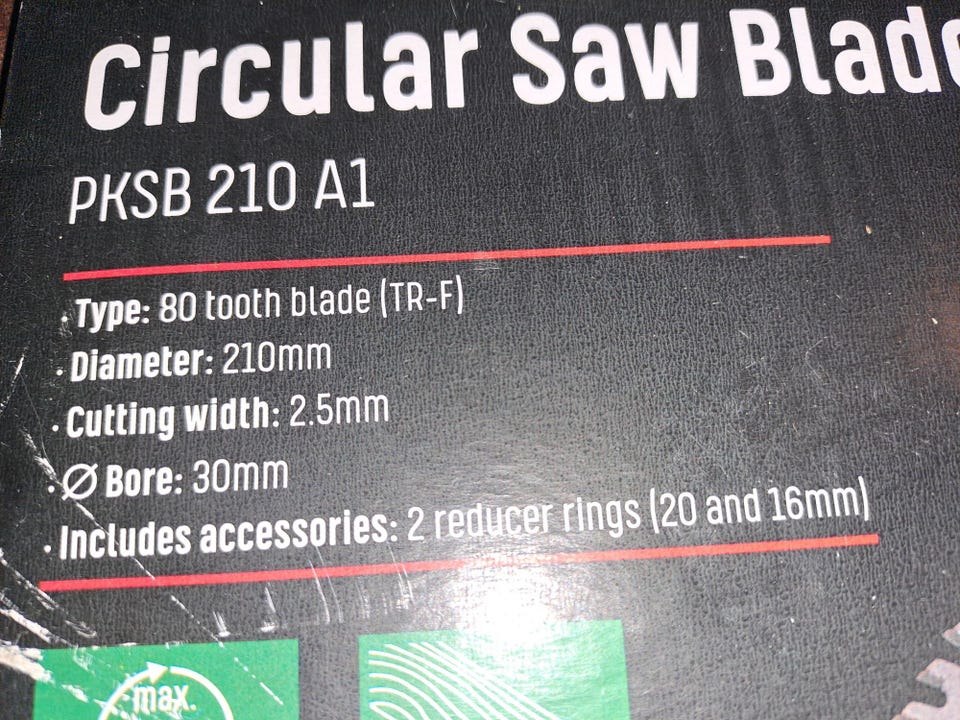 Circular Saw Blade
PKSB 210 A1
· Type: 80 tooth blade (TR-F)
· Diameter: 210mm
· Cutting width: 2.5mm
· Ø Bore: 30mm
· Includes accessories: 2 reducer rings (20 and 16mm)
max.